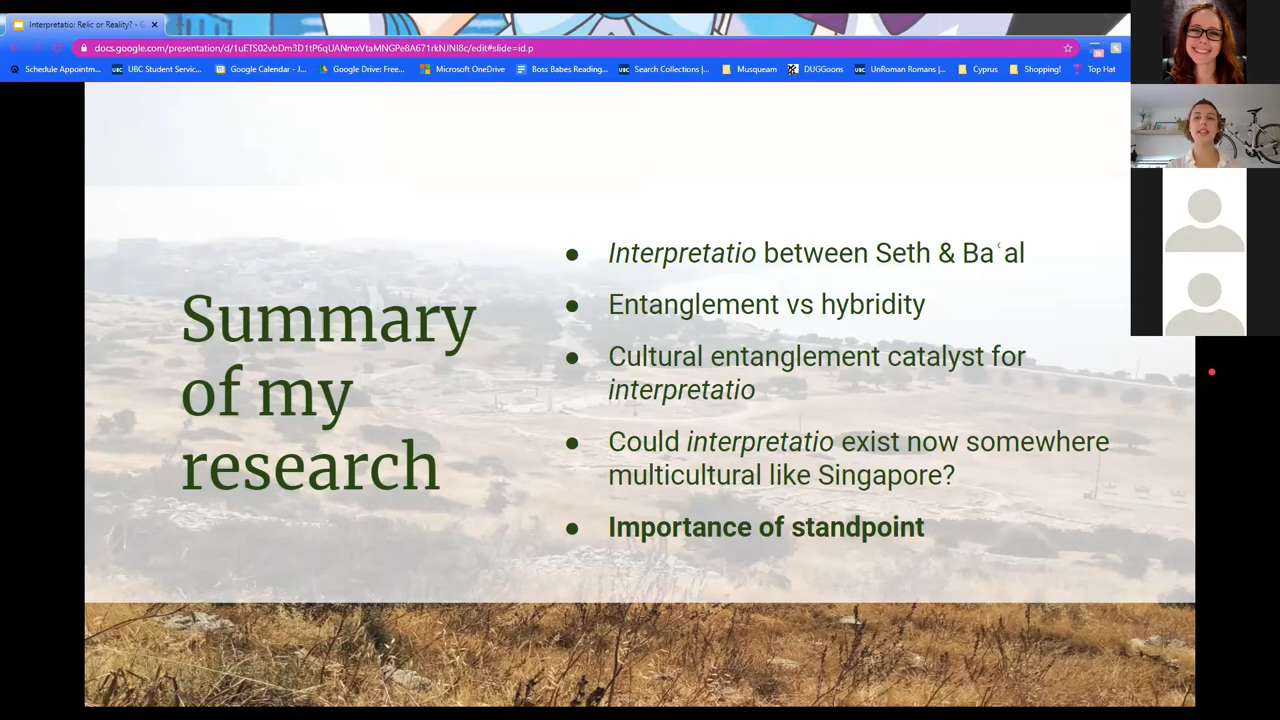 Interpretatio: Relic or Reality? - G
docs.google.com/presentation/d/1uETS02vbDm3D1tP6qUANmxVtaMNGPe8A671rkNJNI8c/edit#slide=id.p
Schedule Appointm... UBC Student Servic... Google Calendar - J... Google Drive: Free... Microsoft OneDrive Boss Babes Reading... Search Collections |... Musqueam DUGGoons UnRoman Romans |... Cyprus Shopping! Top Hat
Summary
of my
research
● Interpretatio between Seth & Baʿal
● Entanglement vs hybridity
● Cultural entanglement catalyst for
interpretatio
● Could interpretatio exist now somewhere
multicultural like Singapore?
● Importance of standpoint